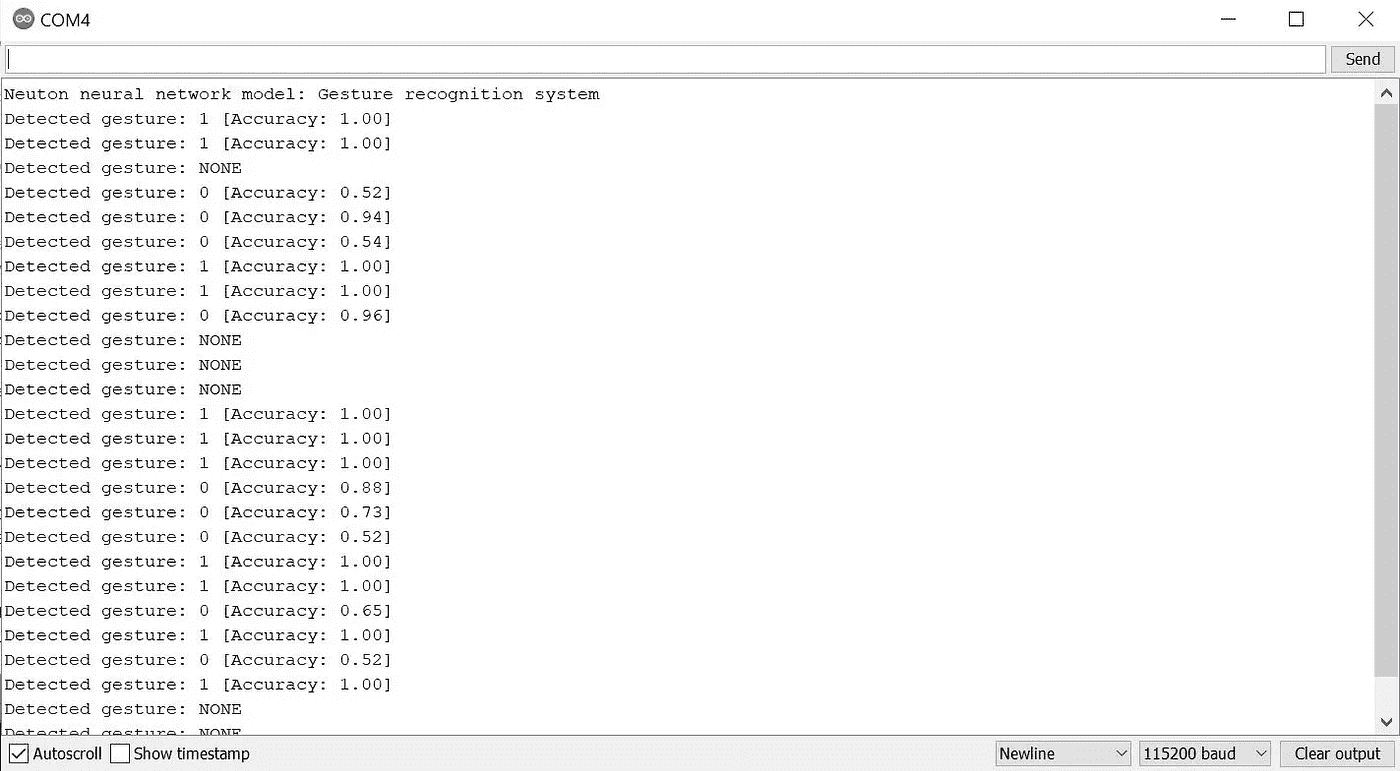 COM4
Send
Neuton neural network model: Gesture recognition system
Detected gesture: 1 [Accuracy: 1.00]
Detected gesture: 1 [Accuracy: 1.00]
Detected gesture: NONE
Detected gesture: 0 [Accuracy: 0.52]
Detected gesture: 0 [Accuracy: 0.94]
Detected gesture: 0 [Accuracy: 0.54]
Detected gesture: 1 [Accuracy: 1.00]
Detected gesture: 1 [Accuracy: 1.00]
Detected gesture: 0 [Accuracy: 0.96]
Detected gesture: NONE
Detected gesture: NONE
Detected gesture: NONE
Detected gesture: 1 [Accuracy: 1.00]
Detected gesture: 1 [Accuracy: 1.00]
Detected gesture: 1 [Accuracy: 1.00]
Detected gesture: 0 [Accuracy: 0.88]
Detected gesture: 0 [Accuracy: 0.73]
Detected gesture: 0 [Accuracy: 0.52]
Detected gesture: 1 [Accuracy: 1.00]
Detected gesture: 1 [Accuracy: 1.00]
Detected gesture: 0 [Accuracy: 0.65]
Detected gesture: 1 [Accuracy: 1.00]
Detected gesture: 0 [Accuracy: 0.52]
Detected gesture: 1 [Accuracy: 1.00]
Detected gesture: NONE
Detected gesture: NONE
Autoscroll Show timestamp Newline 115200 baud Clear output